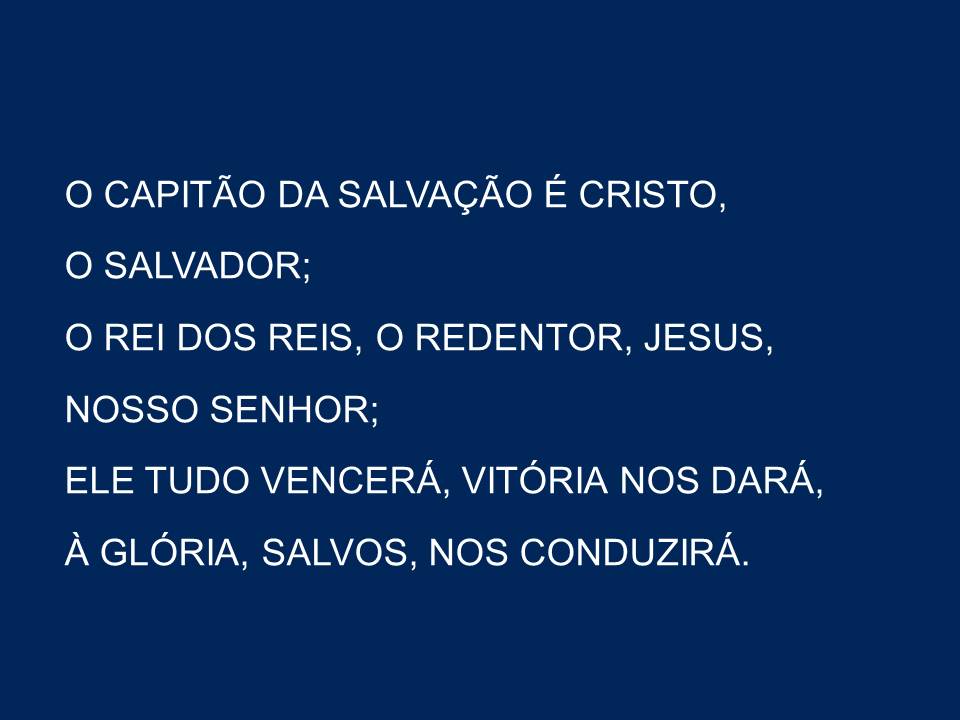 O CAPITÃO DA SALVAÇÃO É CRISTO,
O SALVADOR;
O REI DOS REIS, O REDENTOR, JESUS,
NOSSO SENHOR;
ELE TUDO VENCERÁ, VITÓRIA NOS DARÁ,
À GLÓRIA, SALVOS, NOS CONDUZIRÁ.